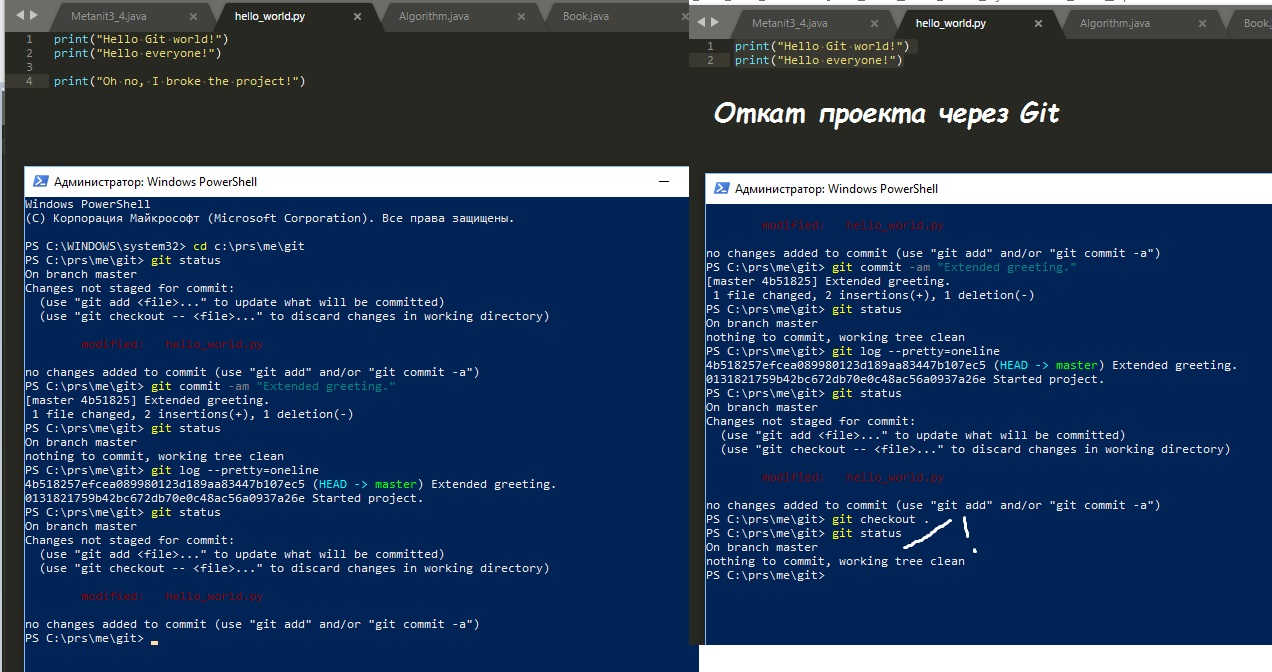 Metanit3_4.java
hello_world.py
Algorithm.java
Book.java
1 print("Hello Git world!")
2 print("Hello everyone!")
3
4 print("Oh no, I broke the project!")
Администратор: Windows PowerShell
Windows PowerShell
(C) Корпорация Майкрософт (Microsoft Corporation). Все права защищены.
PS C:\WINDOWS\system32> cd c:\prs\me\git
PS C:\prs\me\git> git status
On branch master
Changes not staged for commit:
(use "git add <file>..." to update what will be committed)
(use "git checkout -- <file>..." to discard changes in working directory)
modified: hello_world.py
no changes added to commit (use "git add" and/or "git commit -a")
PS C:\prs\me\git> git commit -am "Extended greeting."
[master 4b51825] Extended greeting.
1 file changed, 2 insertions(+), 1 deletion(-)
PS C:\prs\me\git> git status
On branch master
nothing to commit, working tree clean
PS C:\prs\me\git> git log --pretty=oneline
4b518257efcea089980123d189aa83447b107ec5 (HEAD -> master) Extended greeting.
0131821759b42bc672db70e0c48ac56a0937a26e Started project.
PS C:\prs\me\git> git status
On branch master
Changes not staged for commit:
(use "git add <file>..." to update what will be committed)
(use "git checkout -- <file>..." to discard changes in working directory)
modified: hello_world.py
no changes added to commit (use "git add" and/or "git commit -a")
PS C:\prs\me\git>
Metanit3_4.java
hello_world.py
Algorithm.java
Book.
1 print("Hello Git world!")
2 print("Hello everyone!")
Откат проекта через Git
Администратор: Windows PowerShell
modified: hello_world.py
no changes added to commit (use "git add" and/or "git commit -a")
PS C:\prs\me\git> git commit -am "Extended greeting."
[master 4b51825] Extended greeting.
1 file changed, 2 insertions(+), 1 deletion(-)
PS C:\prs\me\git> git status
On branch master
nothing to commit, working tree clean
PS C:\prs\me\git> git log --pretty=oneline
4b518257efcea089980123d189aa83447b107ec5 (HEAD -> master) Extended greeting.
0131821759b42bc672db70e0c48ac56a0937a26e Started project.
PS C:\prs\me\git> git status
On branch master
Changes not staged for commit:
(use "git add <file>..." to update what will be committed)
(use "git checkout -- <file>..." to discard changes in working directory)
modified: hello_world.py
no changes added to commit (use "git add" and/or "git commit -a")
PS C:\prs\me\git> git checkout .
PS C:\prs\me\git> git status
On branch master
nothing to commit, working tree clean
PS C:\prs\me\git>